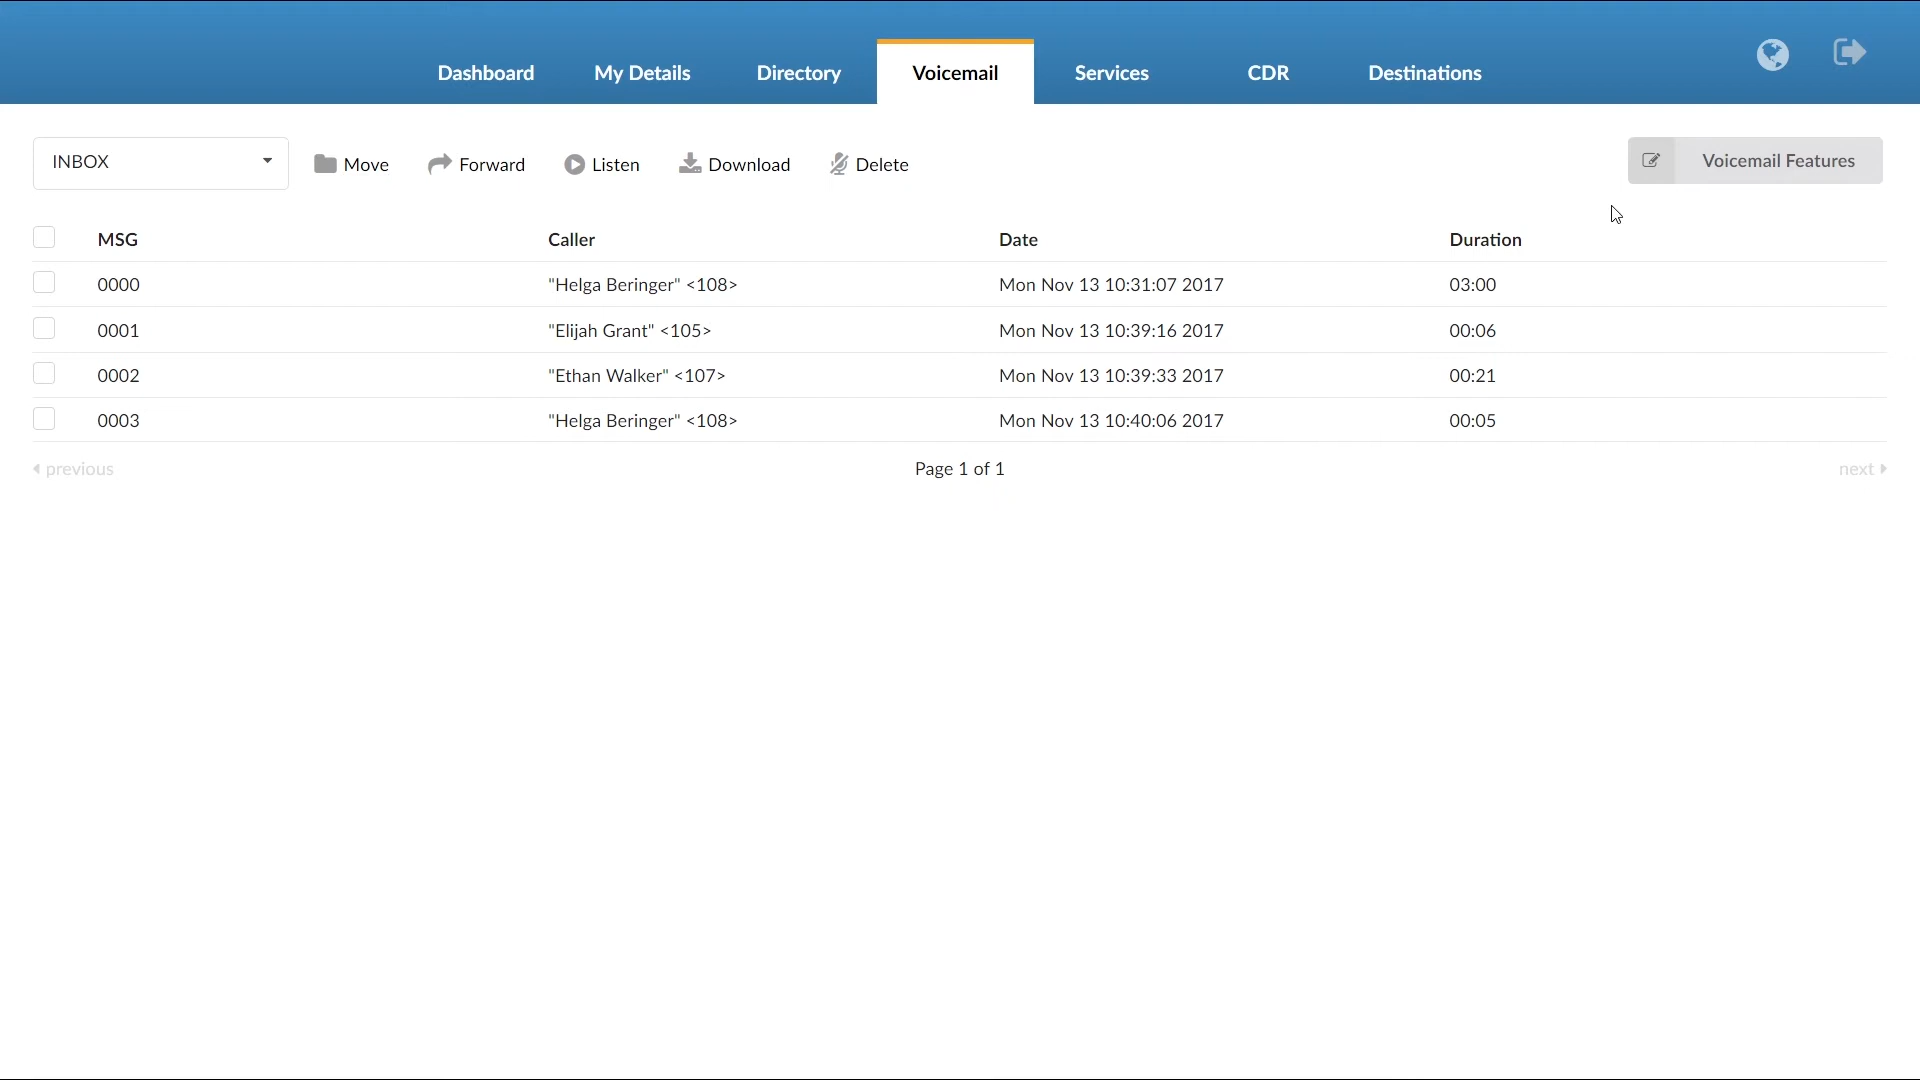 Dashboard My Details Directory Voicemail Services CDR Destinations
INBOX Move Forward Listen Download Delete Voicemail Features
MSG Caller Date Duration
0000 "Helga Beringer" <108> Mon Nov 13 10:31:07 2017 03:00
0001 "Elijah Grant" <105> Mon Nov 13 10:39:16 2017 00:06
0002 "Ethan Walker" <107> Mon Nov 13 10:39:33 2017 00:21
0003 "Helga Beringer" <108> Mon Nov 13 10:40:06 2017 00:05
previous Page 1 of 1 next